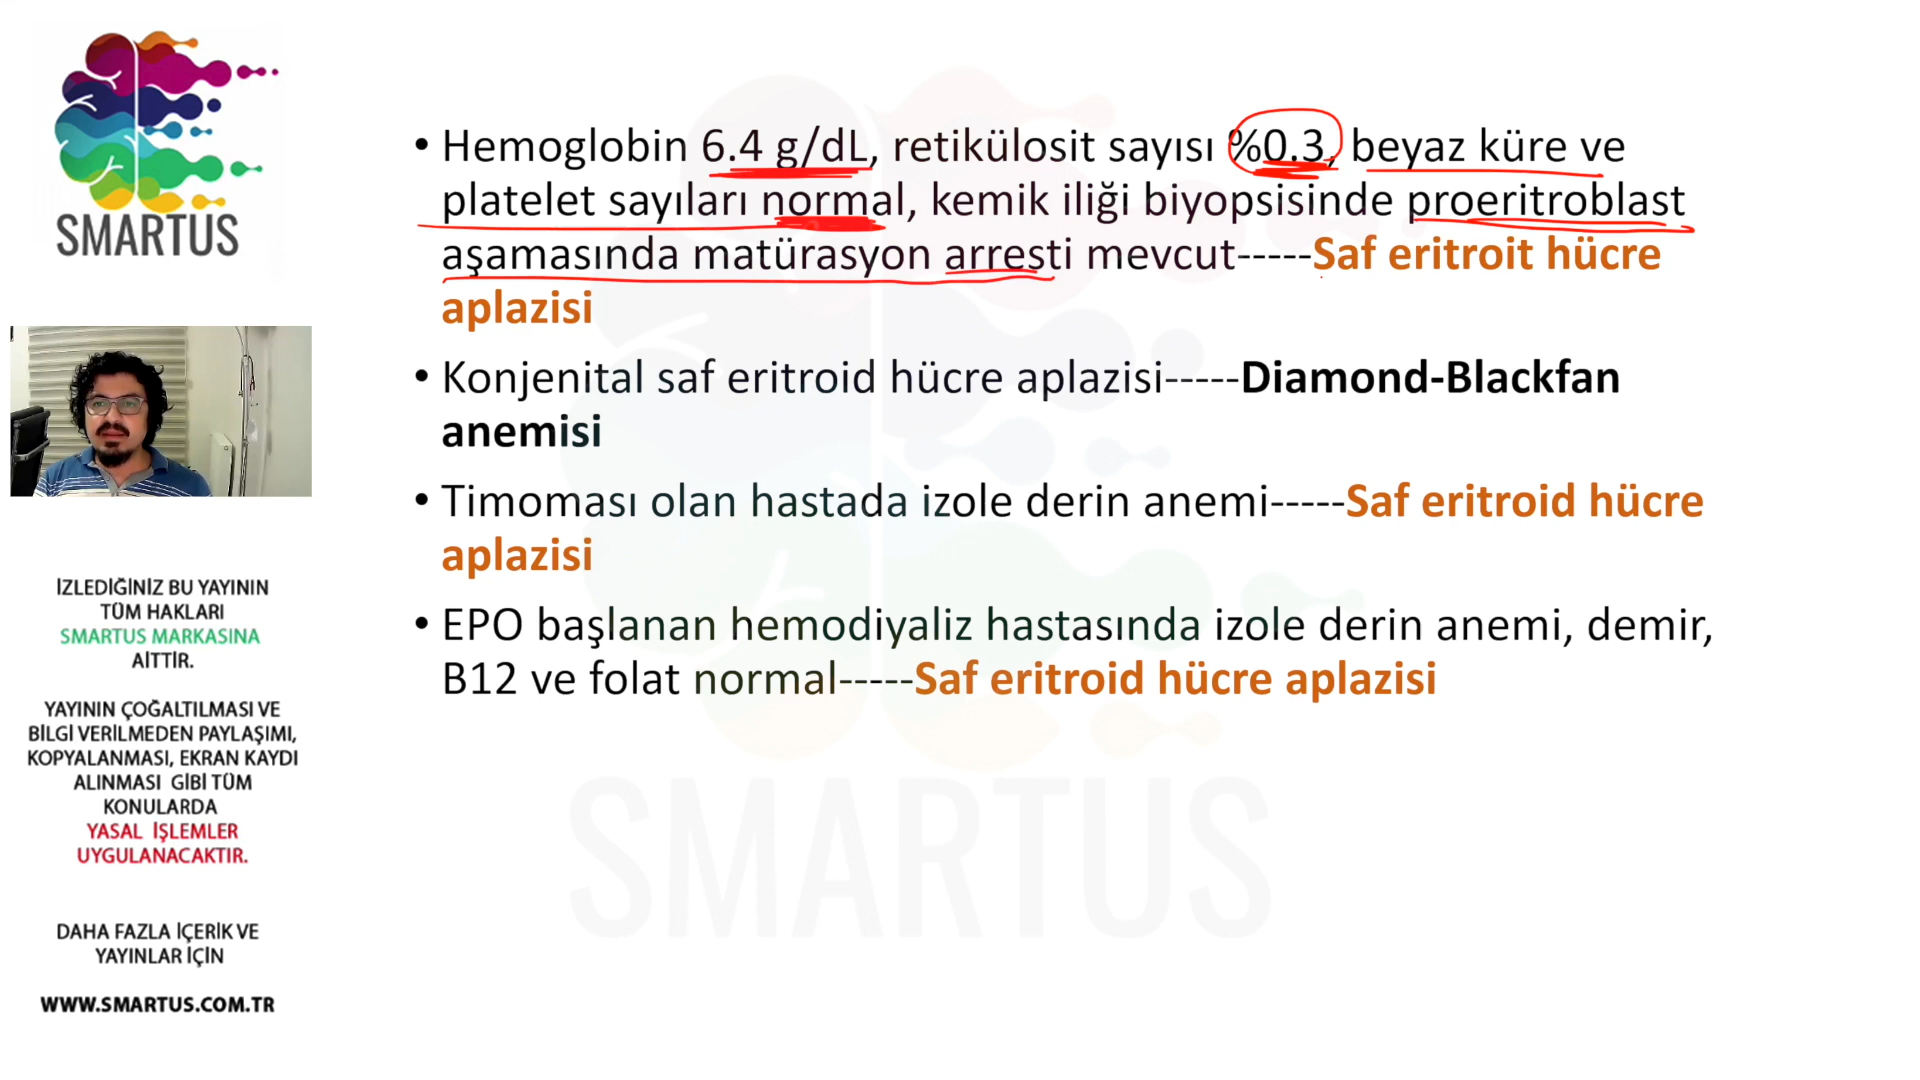 SMARTUS
İZLEDİĞİNİZ BU YAYININ
TÜM HAKLARI
SMARTUS MARKASINA
AİTTİR.
YAYININ ÇOĞALTILMASI VE
BİLGİ VERİLMEDEN PAYLAŞIMI,
KOPYALANMASI, EKRAN KAYDI
ALINMASI GİBİ TÜM
KONULARDA
YASAL İŞLEMLER
UYGULANACAKTIR.
DAHA FAZLA İÇERİK VE
YAYINLAR İÇİN
WWW.SMARTUS.COM.TR
• Hemoglobin 6.4 g/dL, retikülosit sayısı %0.3, beyaz küre ve
platelet sayıları normal, kemik iliği biyopsisinde proeritroblast
aşamasında matürasyon arresti mevcut-----Saf eritroit hücre
aplazisi
• Konjenital saf eritroid hücre aplazisi-----Diamond-Blackfan
anemisi
• Timoması olan hastada izole derin anemi-----Saf eritroid hücre
aplazisi
• EPO başlanan hemodiyaliz hastasında izole derin anemi, demir,
B12 ve folat normal-----Saf eritroid hücre aplazisi
SMARTUS